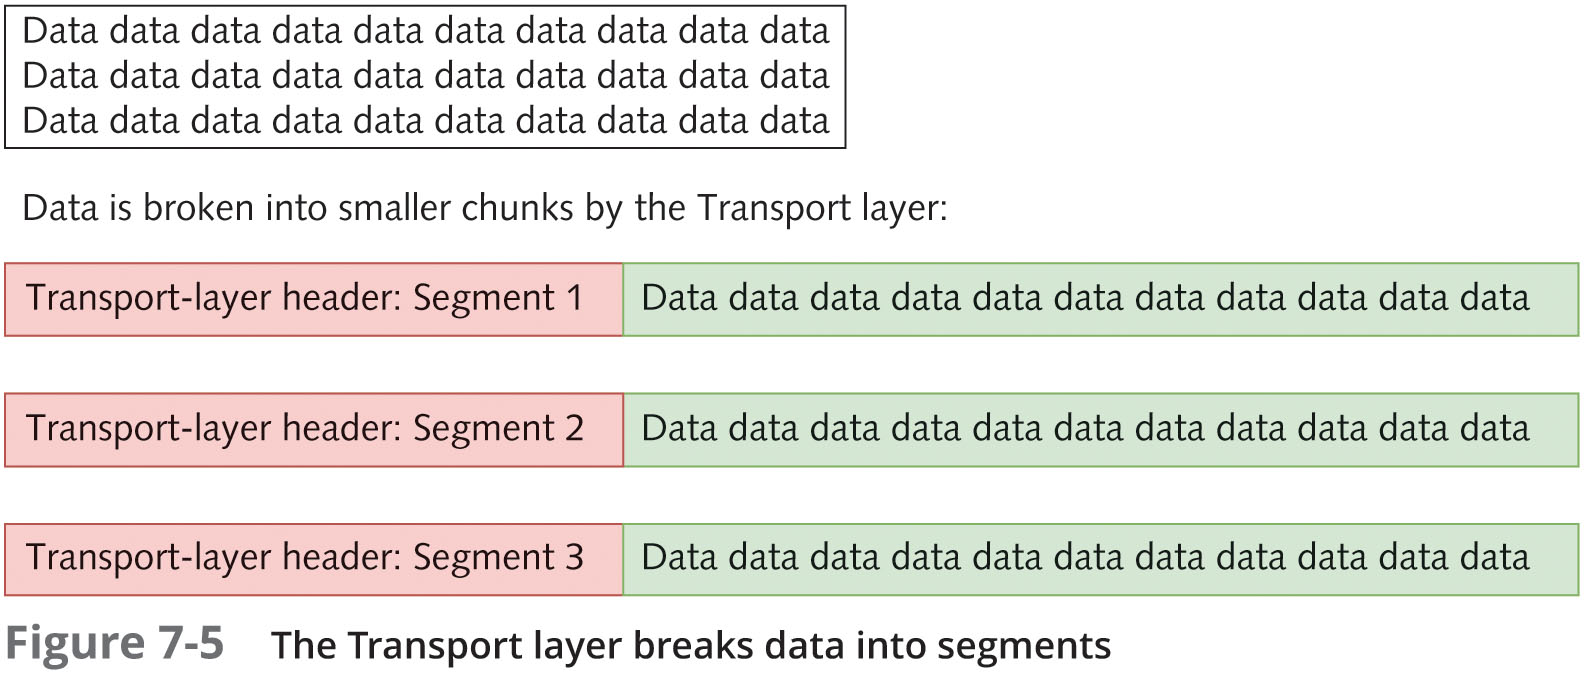 Data data data data data data data data data data
Data data data data data data data data data data
Data data data data data data data data data data
Data is broken into smaller chunks by the Transport layer:
Transport-layer header: Segment 1 Data data data data data data data data data data data
Transport-layer header: Segment 2 Data data data data data data data data data data data
Transport-layer header: Segment 3 Data data data data data data data data data data data
Figure 7-5 The Transport layer breaks data into segments